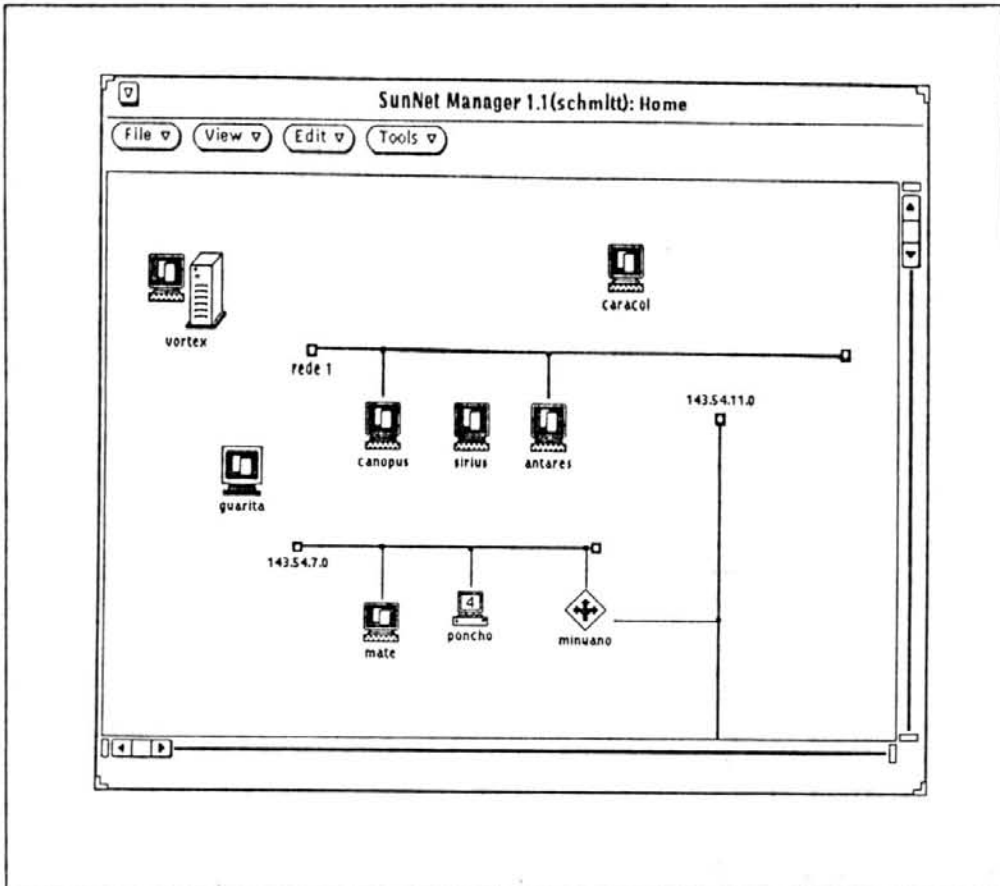 SunNet Manager 1.1(schmitt): Home
File View Edit Tools
caracol
vortex
rede 1
143.54.11.0
canopus sirius antares
guarita
143.54.7.0
4
mate poncho minuano